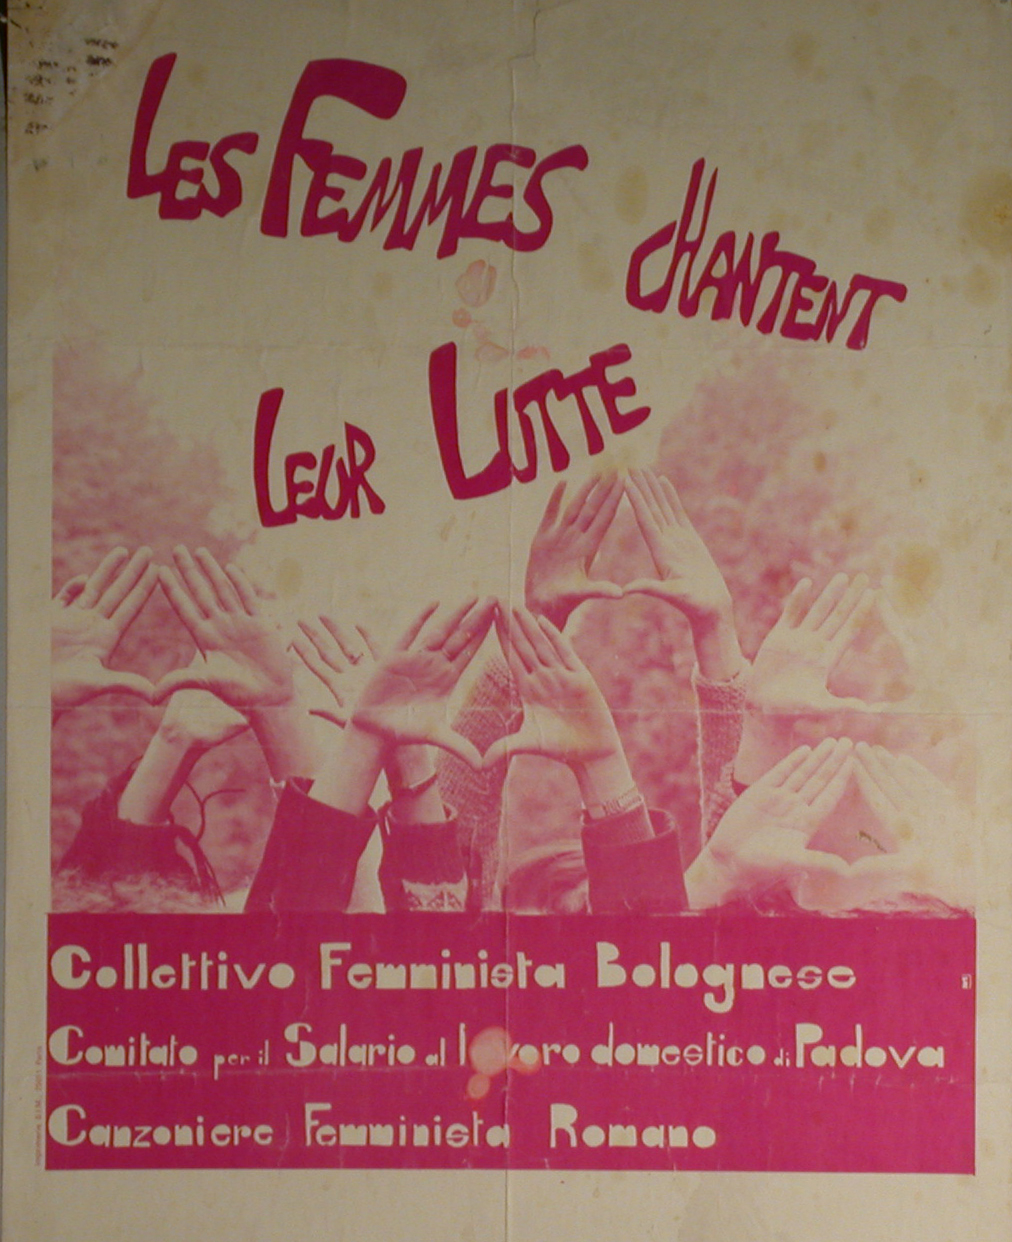 LES FEMMES CHANTENT
LEUR LUTTE
Collettivo Femminista Bolognese
Comitato per il Salario al lavoro domestico di Padova
Canzoniere Femminista Romano